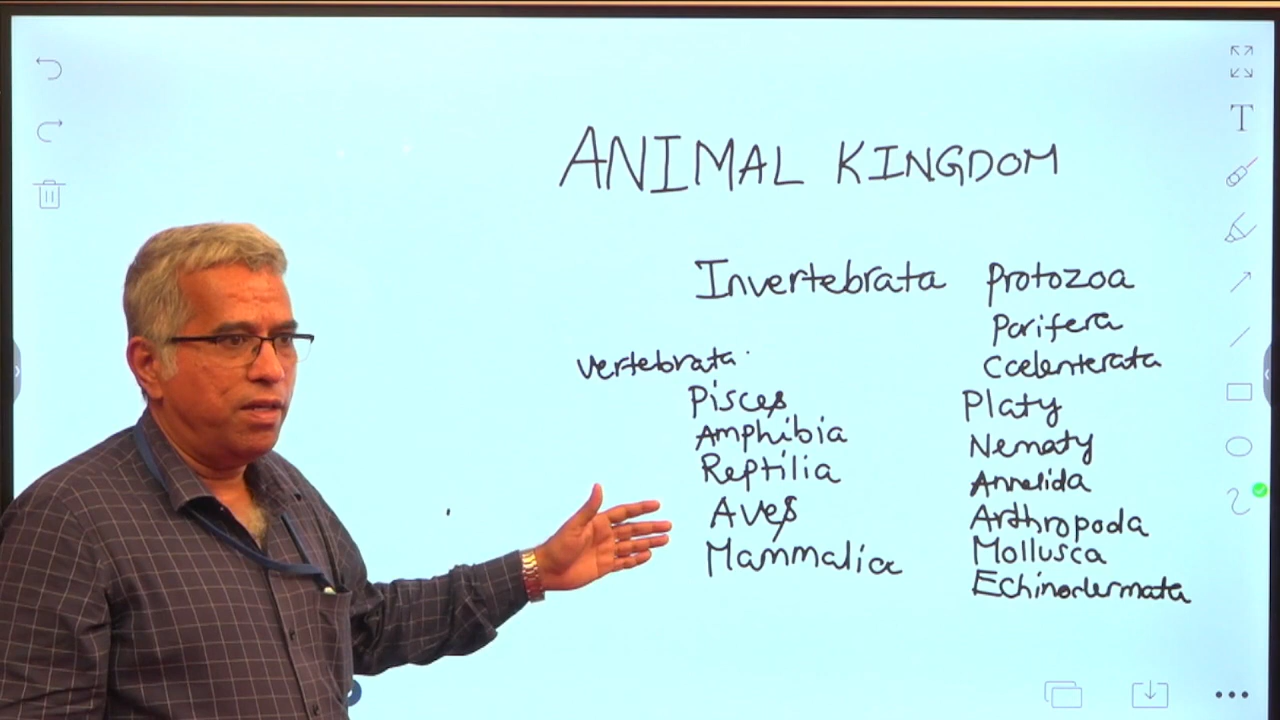 ANIMAL KINGDOM
Invertebrata Protozoa
Porifera
Vertebrata
Coelenterata
Pisces
Platy
Amphibia
Nematy
Reptilia
Annelida
Aves
Arthropoda
Mammalia
Mollusca
Echinodermata
T